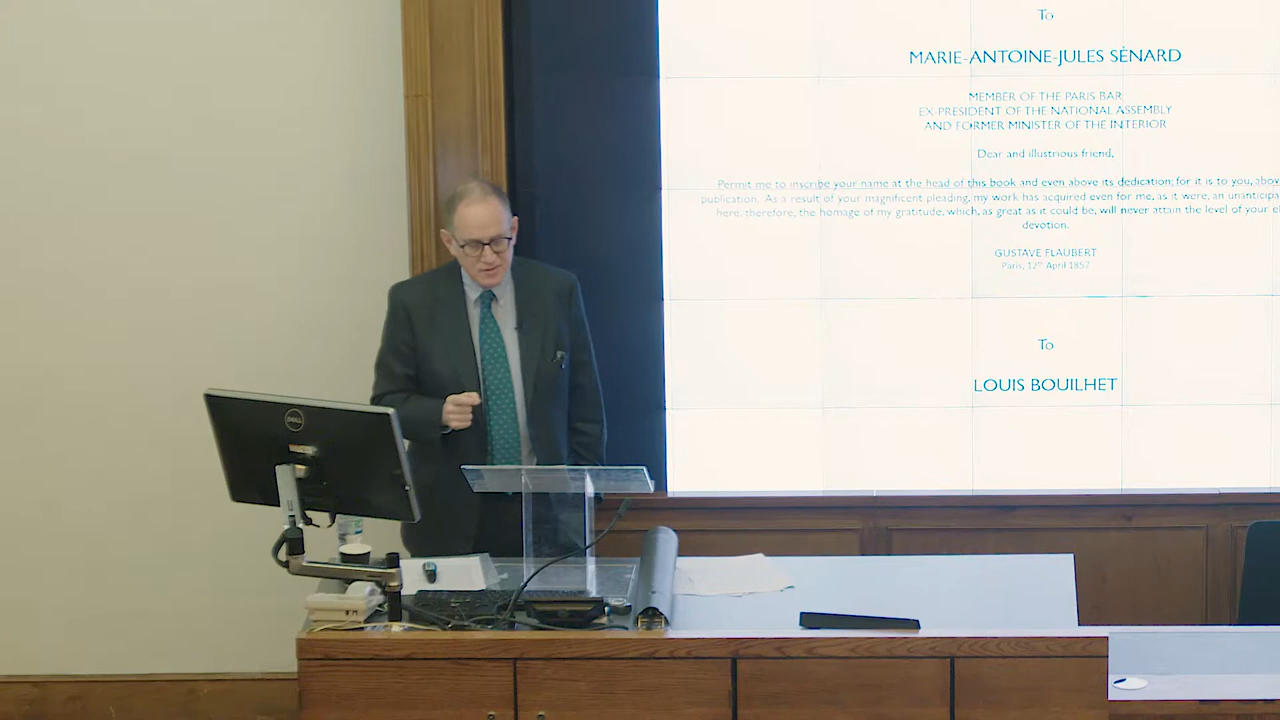 To
MARIE-ANTOINE-JULES SÉNARD
MEMBER OF THE PARIS BAR
EX-PRESIDENT OF THE NATIONAL ASSEMBLY
AND FORMER MINISTER OF THE INTERIOR
Dear and illustrious friend,
Permit me to inscribe your name at the head of this book and even above its dedication; for it is to you, abov
publication. As a result of your magnificent pleading, my work has acquired even for me, as it were, an unanticipa
here, therefore, the homage of my gratitude, which, as great as it could be, will never attain the level of your el
devotion.
GUSTAVE FLAUBERT
Paris, 12th April 1857
To
LOUIS BOUILHET
DELL